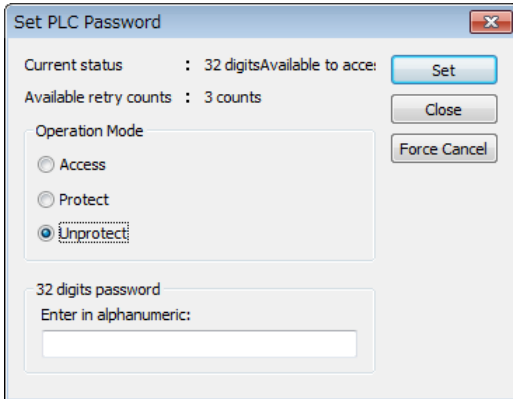 Set PLC Password
Current status : 32 digitsAvailable to acce
Set
Available retry counts : 3 counts
Close
Operation Mode
Force Cancel
Access
Protect
Unprotect
32 digits password
Enter in alphanumeric: